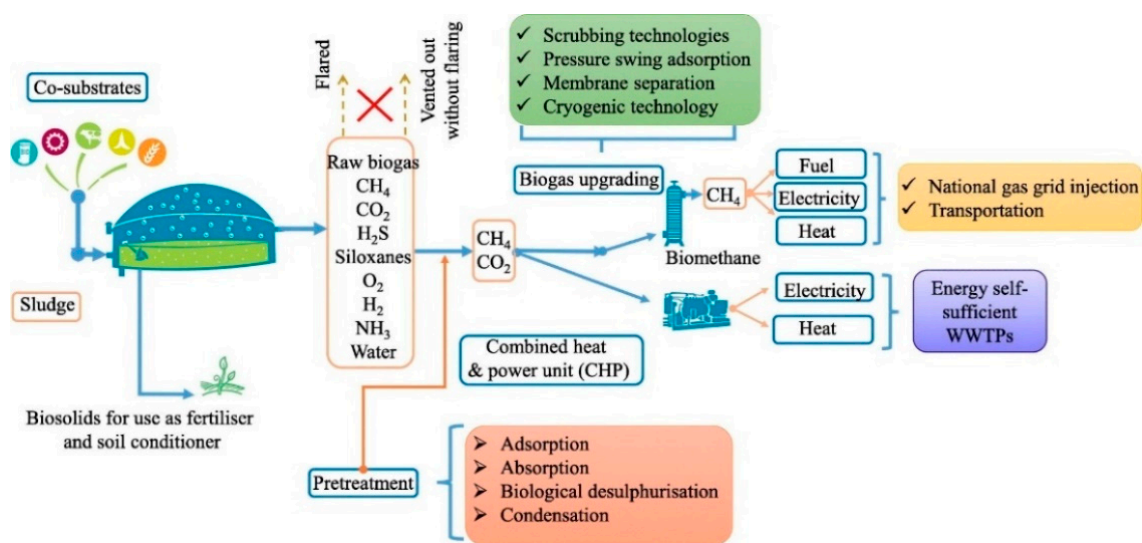 Co-substrates
Sludge
Biosolids for use as fertiliser
and soil conditioner
Flared
Vented out
without flaring
Raw biogas
CH₄
CO₂
H₂S
Siloxanes
O₂
H₂
NH₃
Water
Pretreatment
➢ Adsorption
➢ Absorption
➢ Biological desulphurisation
➢ Condensation
CH₄
CO₂
Combined heat
& power unit (CHP)
✓ Scrubbing technologies
✓ Pressure swing adsorption
✓ Membrane separation
✓ Cryogenic technology
Biogas upgrading
Biomethane
CH₄
Fuel
Electricity
Heat
✓ National gas grid injection
✓ Transportation
Electricity
Heat
Energy self-
sufficient
WWTPs